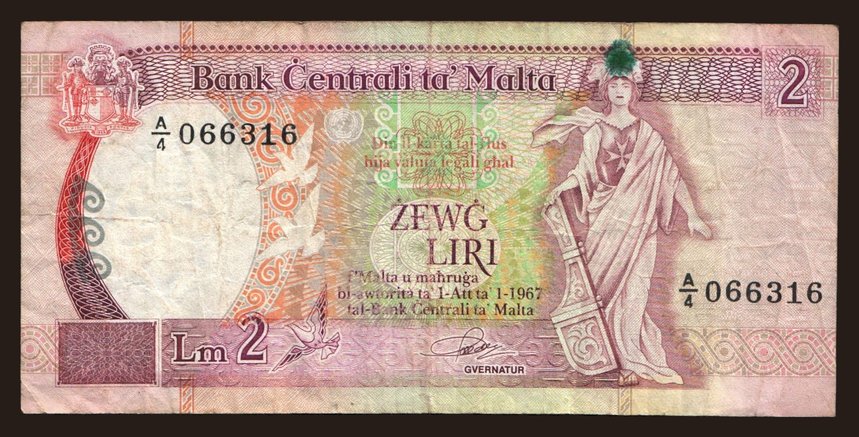 Bank Ċentrali ta' Malta
2
A/4 066316
Din il-karta tal-flus
hija valuta legali għal
ŻEWĠ
LIRI
f'Malta u maħruġa
bl-awtorità ta' l-Att ta' l-1967
tal-Bank Ċentrali ta' Malta
A/4 066316
Lm 2
GVERNATUR